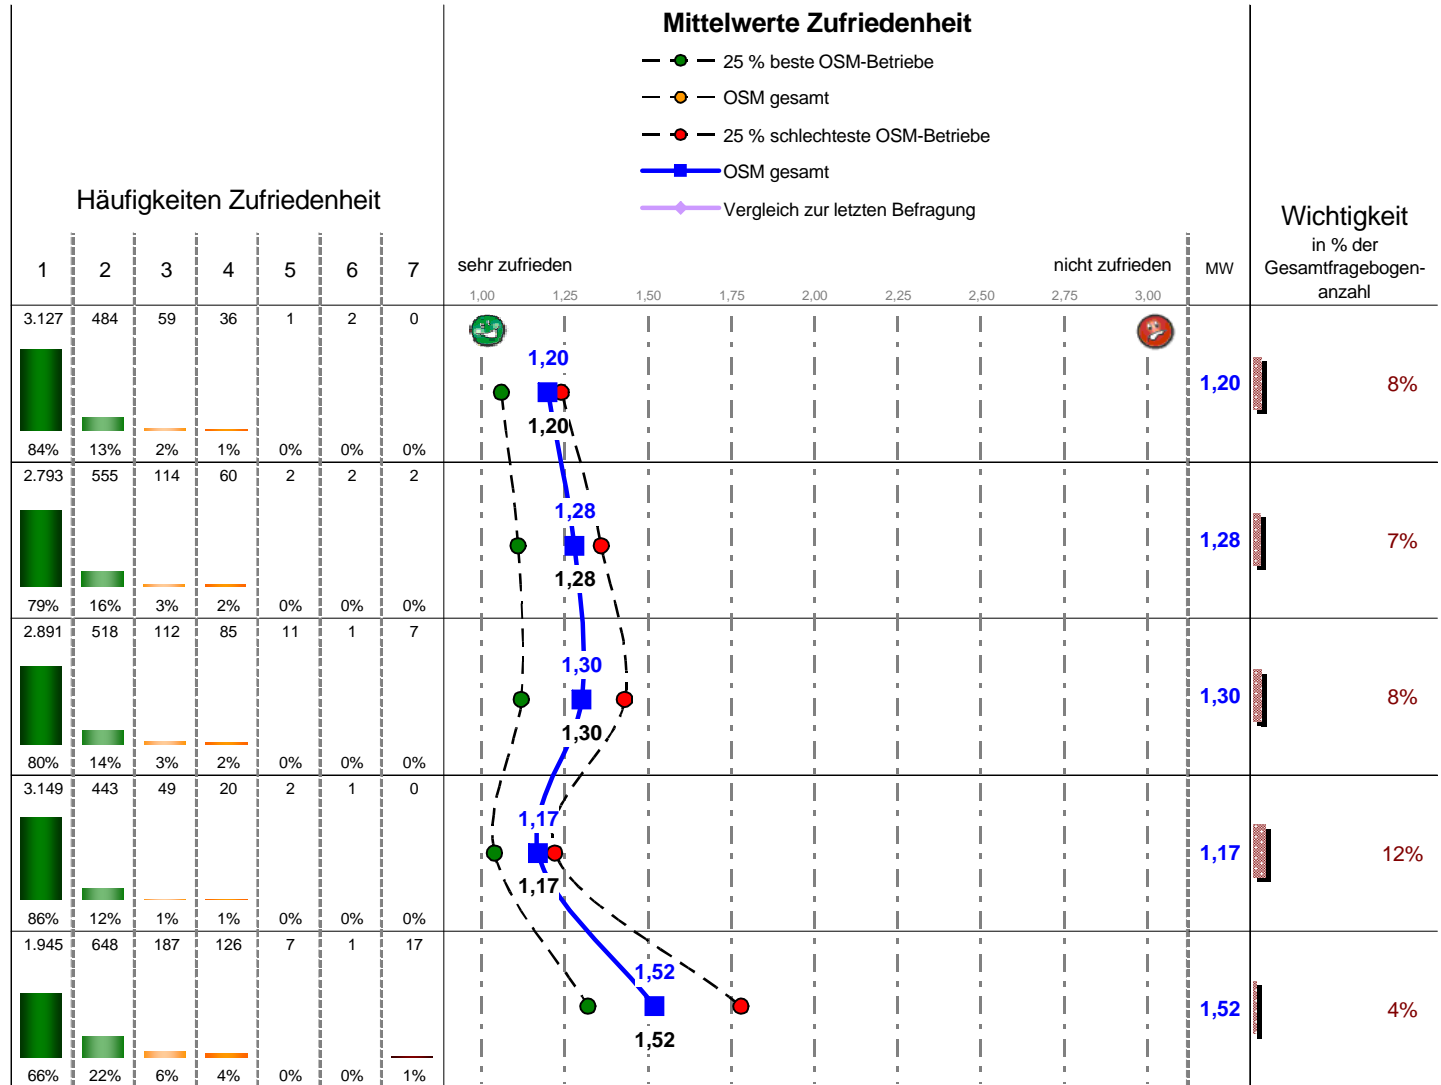 Mittelwerte Zufriedenheit
25 % beste OSM-Betriebe
OSM gesamt
25 % schlechteste OSM-Betriebe
OSM gesamt
Vergleich zur letzten Befragung
Häufigkeiten Zufriedenheit
Wichtigkeit
in % der
Gesamtfragebogen-
anzahl
1 2 3 4 5 6 7
sehr zufrieden nicht zufrieden MW
1,00 1,25 1,50 1,75 2,00 2,25 2,50 2,75 3,00
3.127 484 59 36 1 2 0
1,20
1,20 8%
1,20
84% 13% 2% 1% 0% 0% 0%
2.793 555 114 60 2 2 2
1,28
1,28 7%
1,28
79% 16% 3% 2% 0% 0% 0%
2.891 518 112 85 11 1 7
1,30
1,30 8%
1,30
80% 14% 3% 2% 0% 0% 0%
3.149 443 49 20 2 1 0
1,17
1,17 12%
1,17
86% 12% 1% 1% 0% 0% 0%
1.945 648 187 126 7 1 17
1,52
1,52 4%
1,52
66% 22% 6% 4% 0% 0% 1%